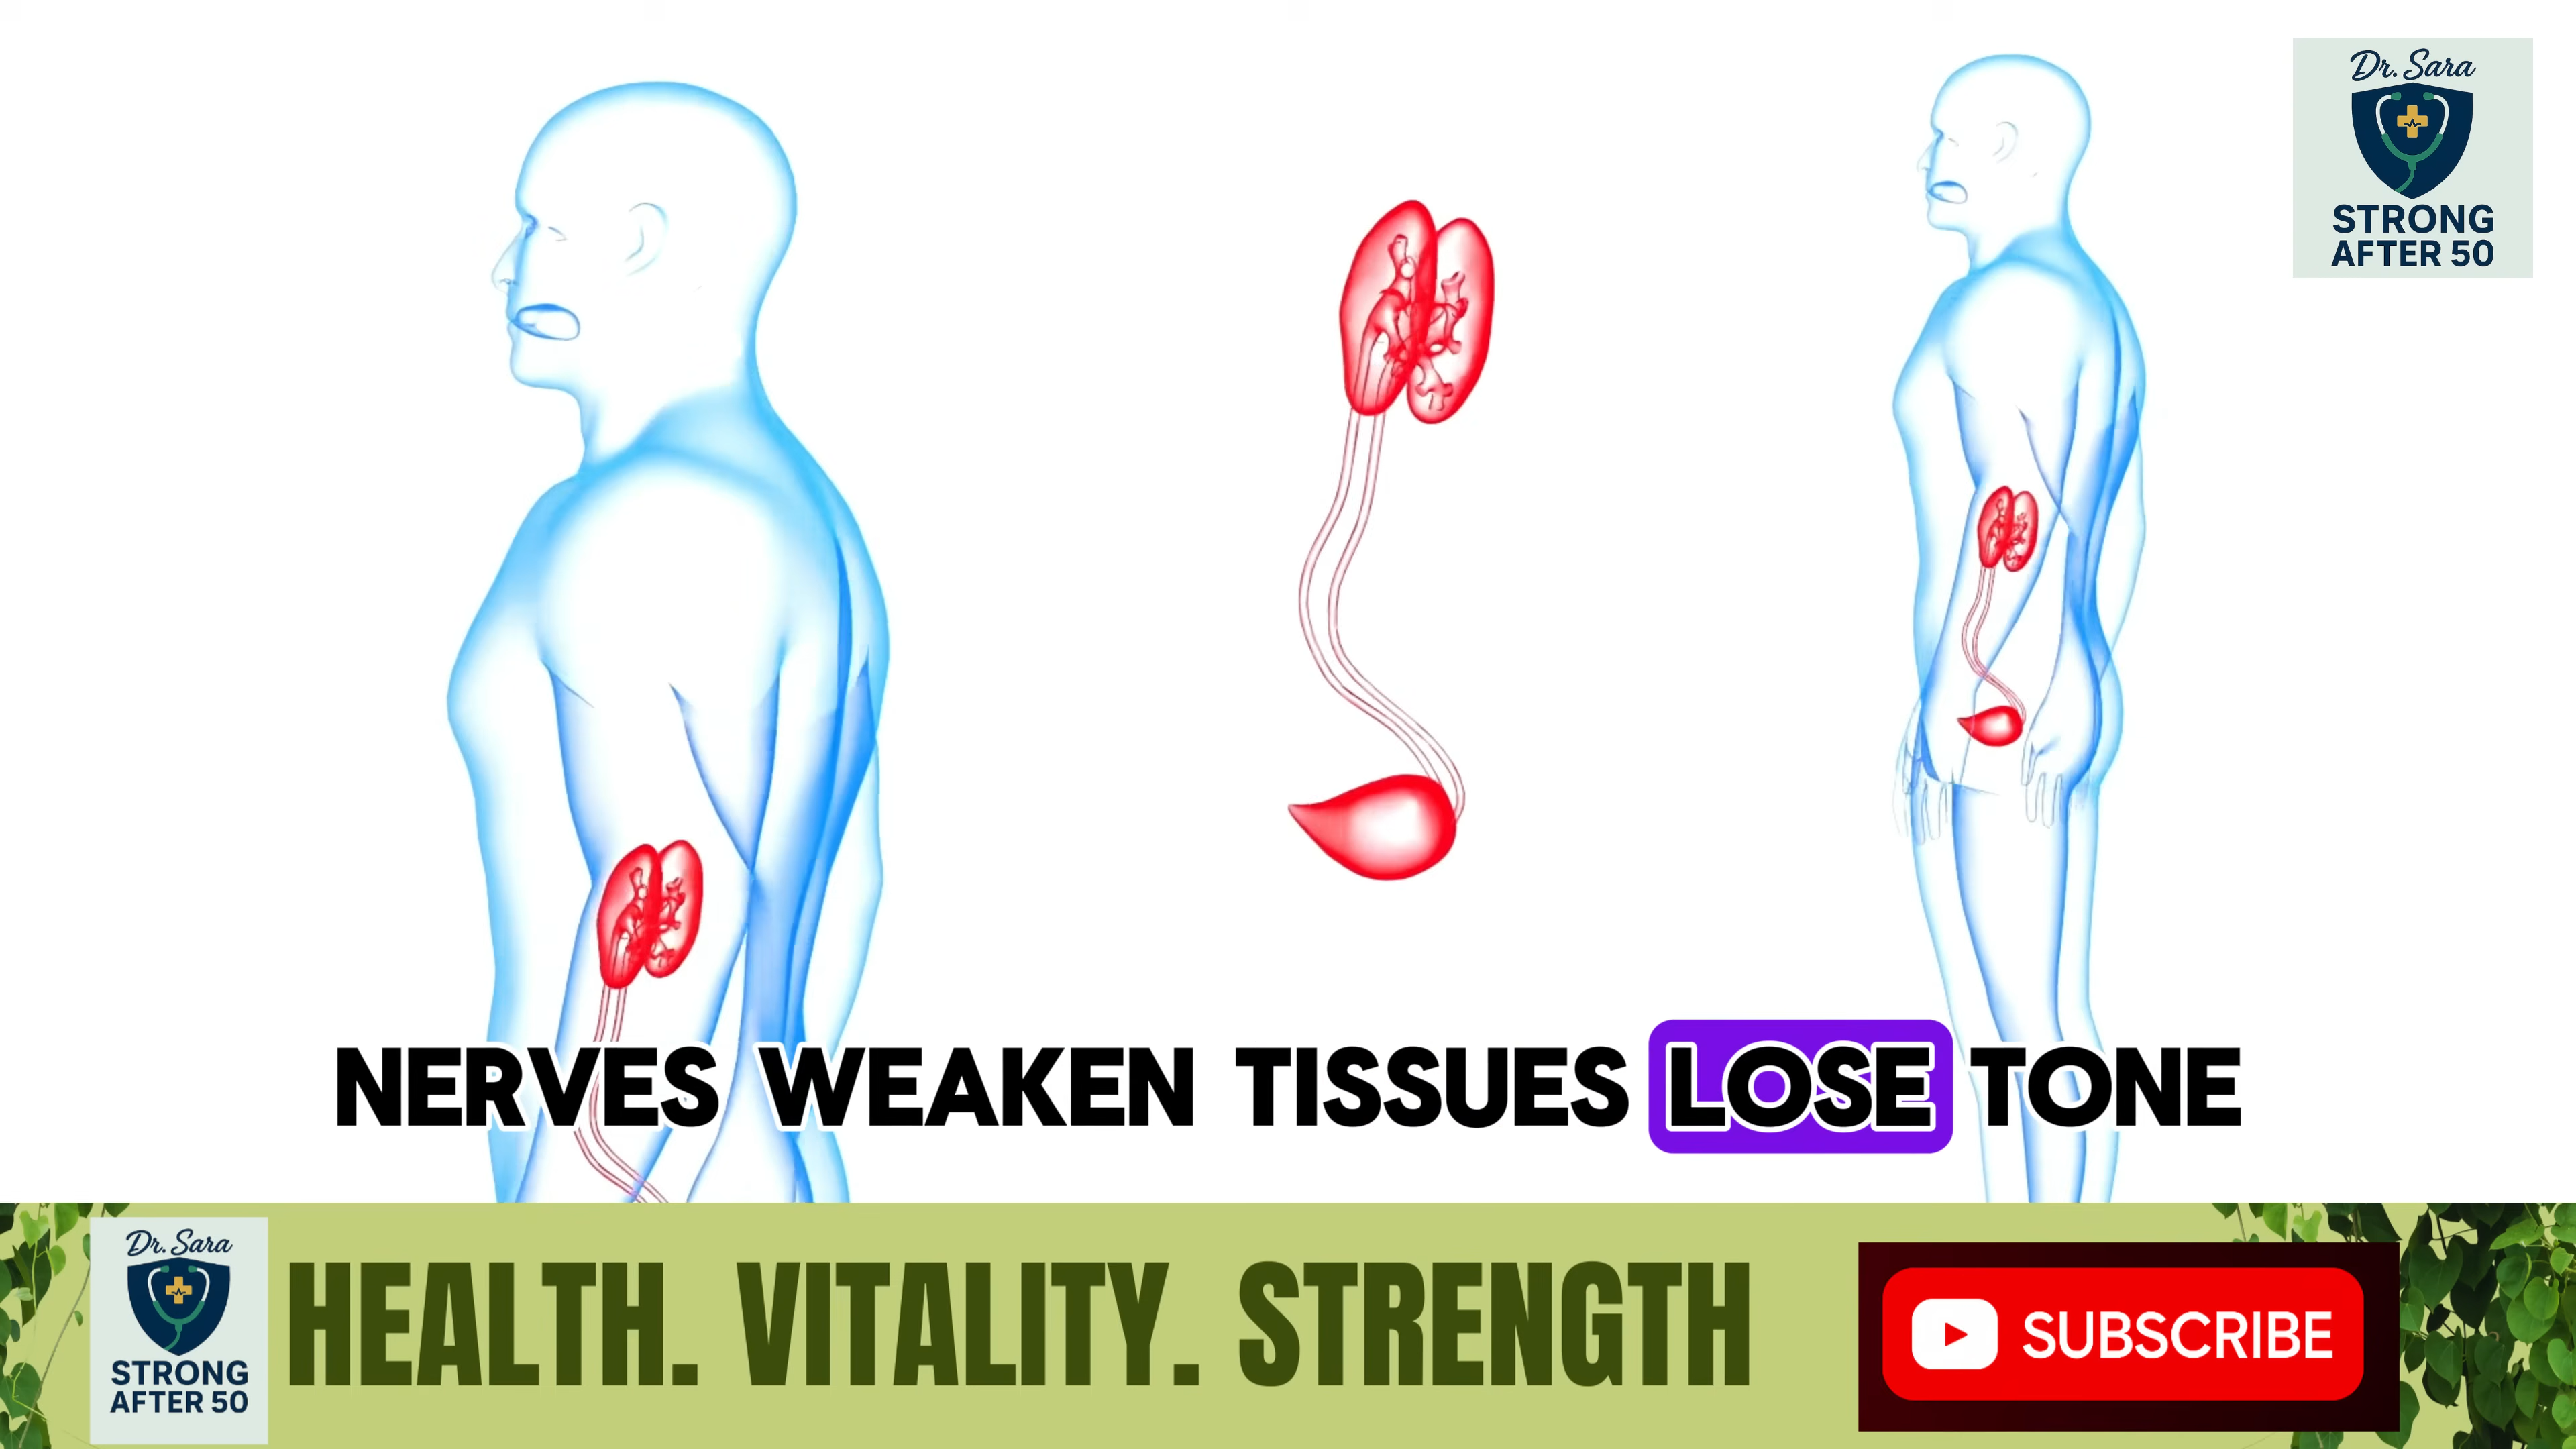 Dr. Sara
STRONG
AFTER 50
NERVES WEAKEN TISSUES LOSE TONE
Dr. Sara
STRONG
AFTER 50
HEALTH. VITALITY. STRENGTH
SUBSCRIBE